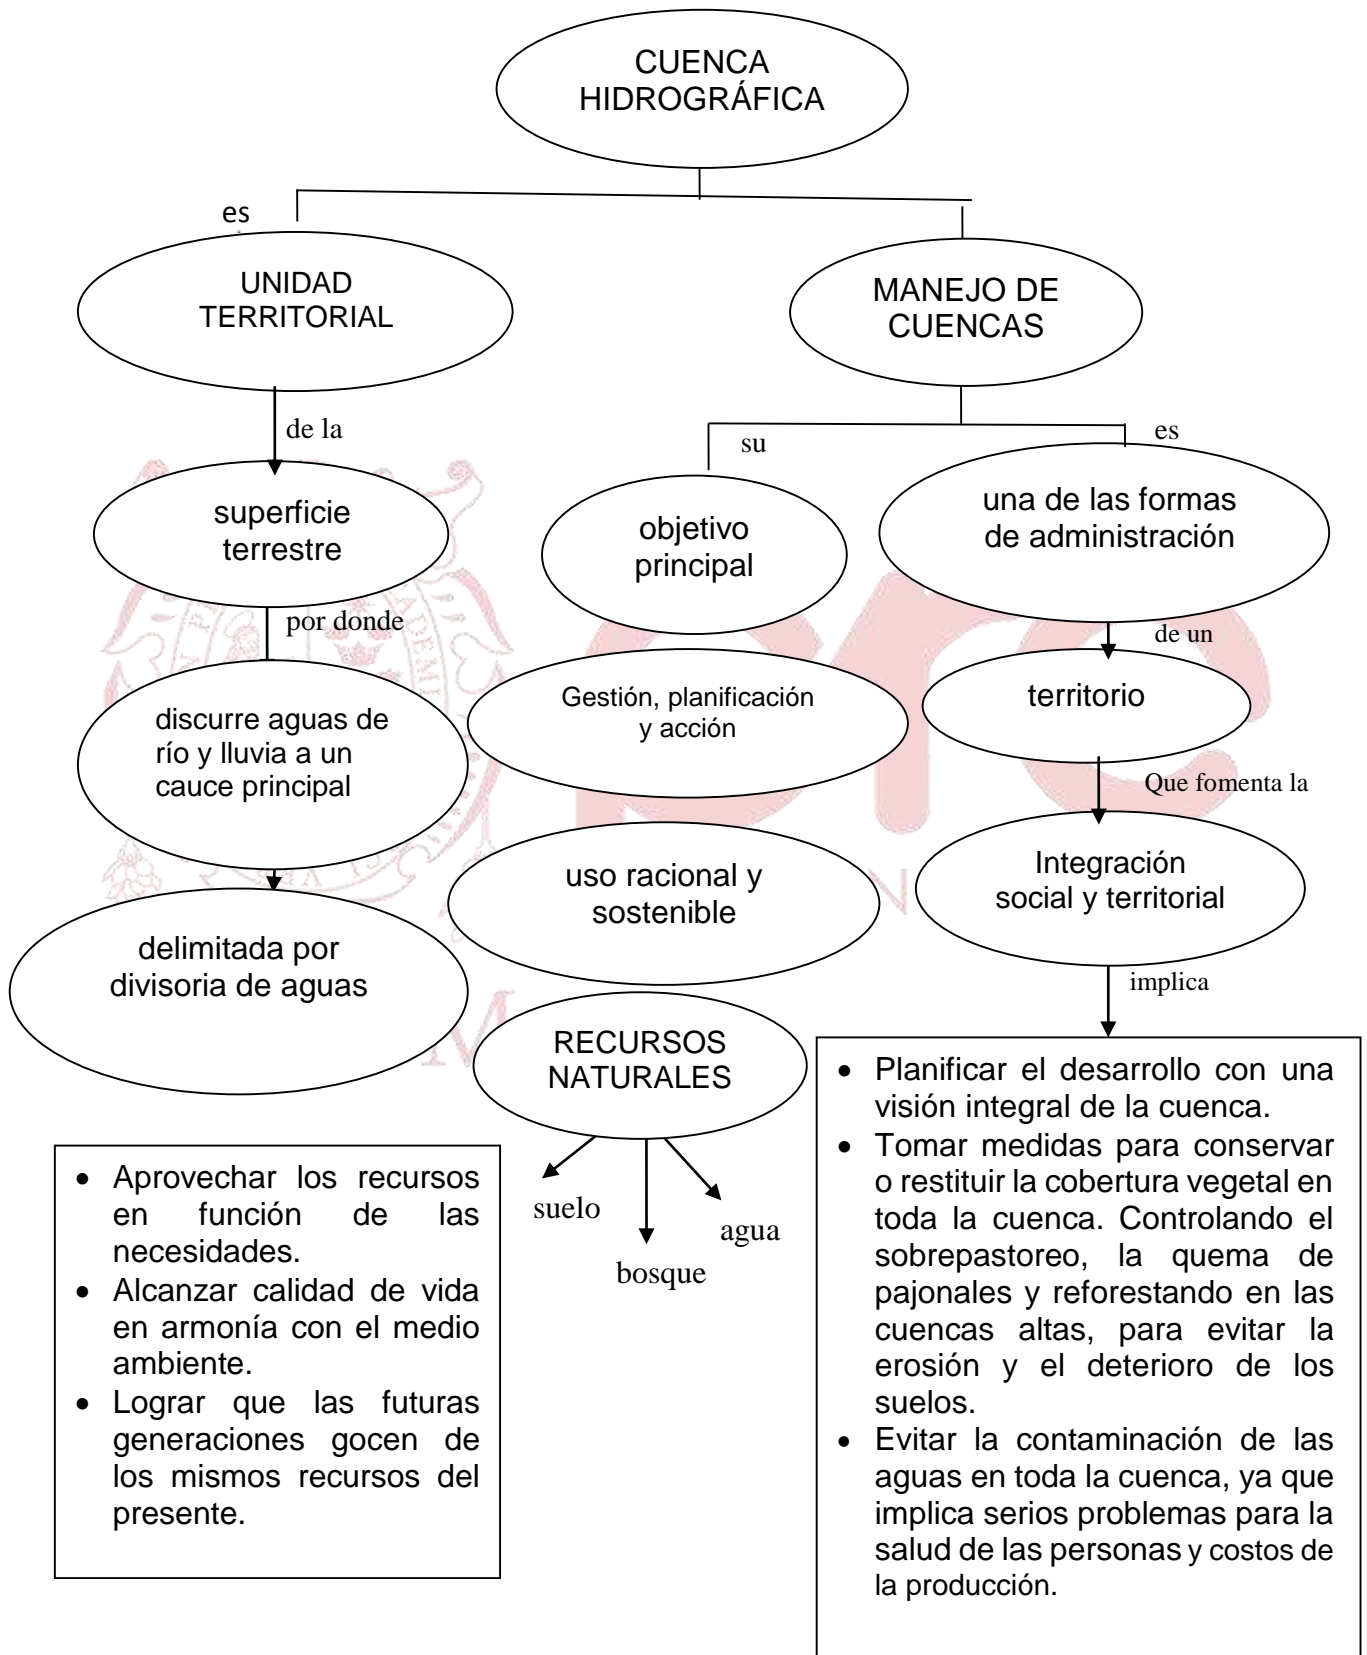 CUENCA
HIDROGRÁFICA
es
UNIDAD
TERRITORIAL
de la
superficie
terrestre
por donde
discurre aguas de
río y lluvia a un
cauce principal
delimitada por
divisoria de aguas
MANEJO DE
CUENCAS
su
objetivo
principal
Gestión, planificación
y acción
uso racional y
sostenible
RECURSOS
NATURALES
suelo
bosque
agua
es
una de las formas
de administración
de un
territorio
Que fomenta la
Integración
social y territorial
implica
• Aprovechar los recursos
en función de las
necesidades.
• Alcanzar calidad de vida
en armonía con el medio
ambiente.
• Lograr que las futuras
generaciones gocen de
los mismos recursos del
presente.
• Planificar el desarrollo con una
visión integral de la cuenca.
• Tomar medidas para conservar
o restituir la cobertura vegetal en
toda la cuenca. Controlando el
sobrepastoreo, la quema de
pajonales y reforestando en las
cuencas altas, para evitar la
erosión y el deterioro de los
suelos.
• Evitar la contaminación de las
aguas en toda la cuenca, ya que
implica serios problemas para la
salud de las personas y costos de
la producción.